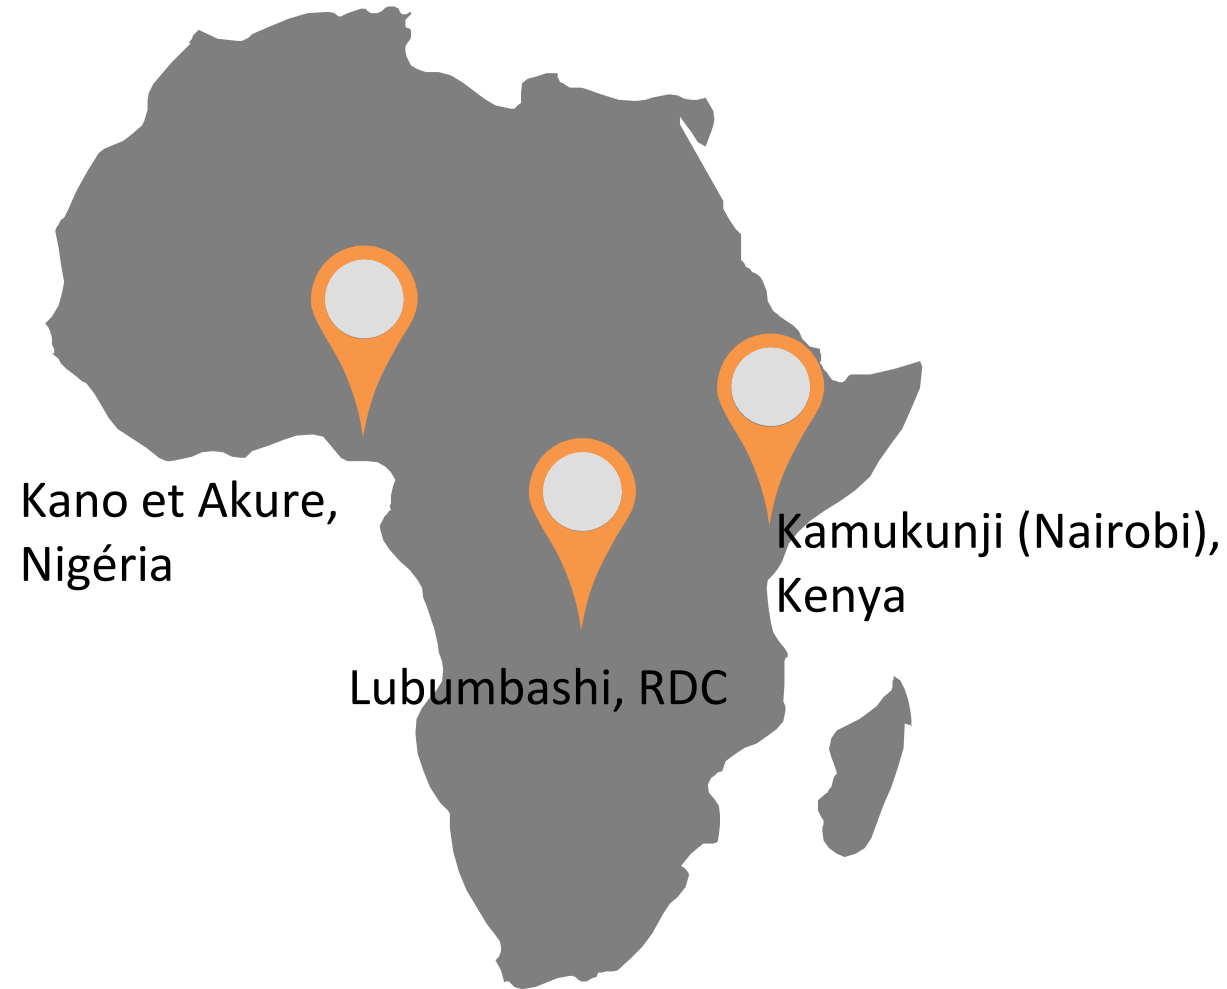 Kano et Akure,
Nigéria
Kamukunji (Nairobi),
Kenya
Lubumbashi, RDC